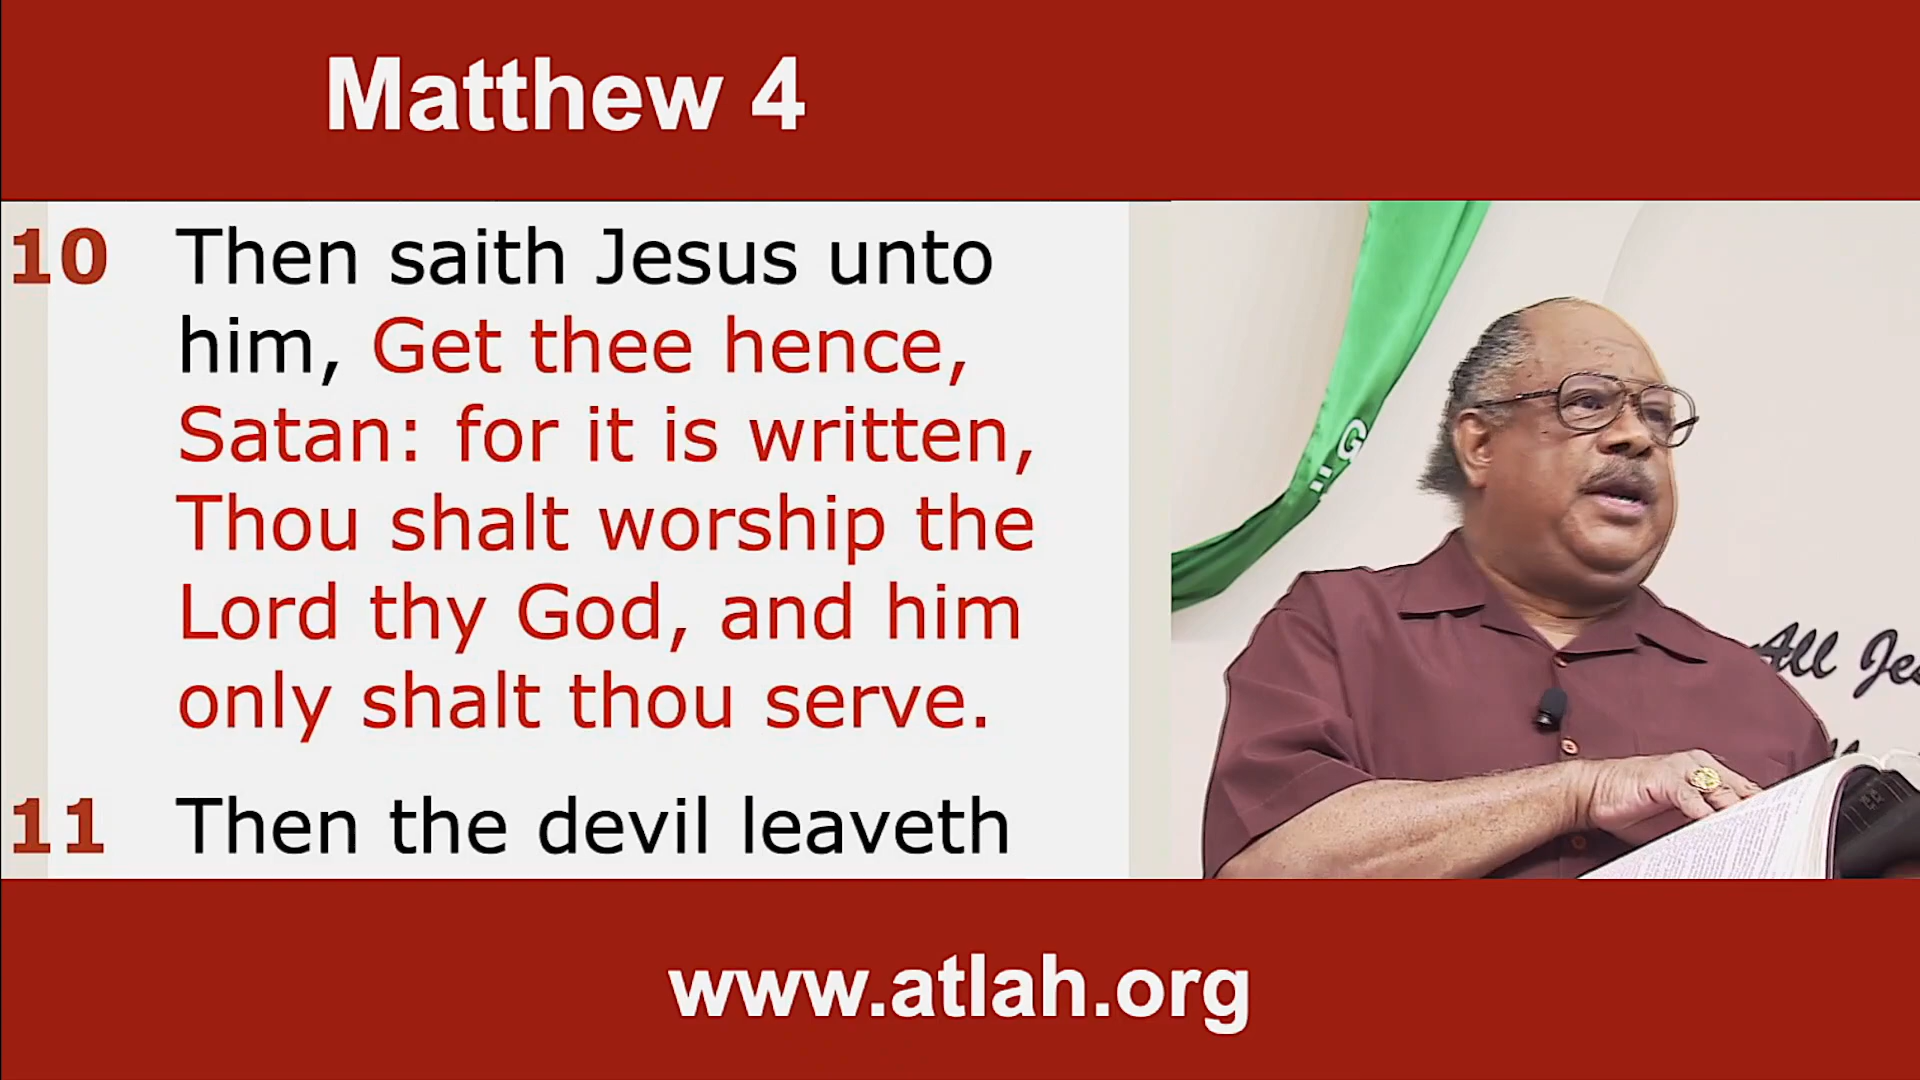 Matthew 4
10 Then saith Jesus unto
him, Get thee hence,
Satan: for it is written,
Thou shalt worship the
Lord thy God, and him
only shalt thou serve.
11 Then the devil leaveth
All
www.atlah.org